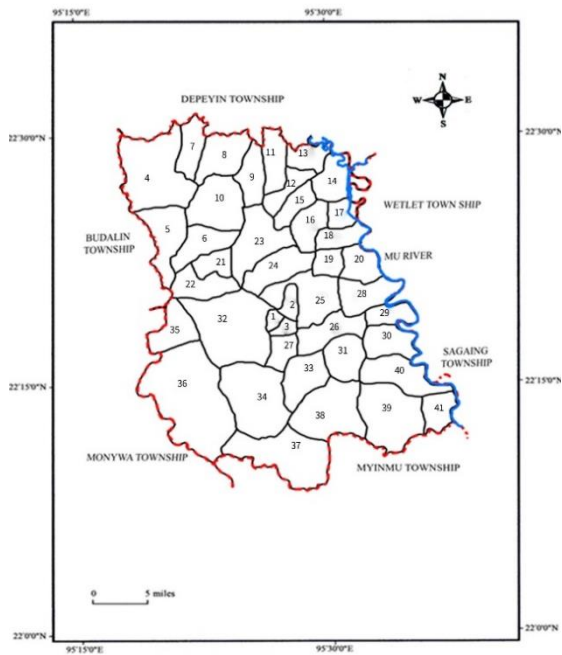 95°15'0"E 95°30'0"E
N
W E
S
DEPEYIN TOWNSHIP
22°30'0"N 22°30'0"N
7 8 11 13
4 9 12 14
10 15
WETLET TOWN SHIP
5 16 17
BUDALIN
TOWNSHIP
6 23 18
21 24 19 20
MU RIVER
22 2 25 28
35 32 1 3 26 29
27 31 30
SAGAING
TOWNSHIP
22°15'0"N 22°15'0"N
36 34 33 40
38 39 41
37
MONYWA TOWNSHIP
MYINMU TOWNSHIP
0 5 miles
22°0'0"N 22°0'0"N
95°15'0"E 95°30'0"E